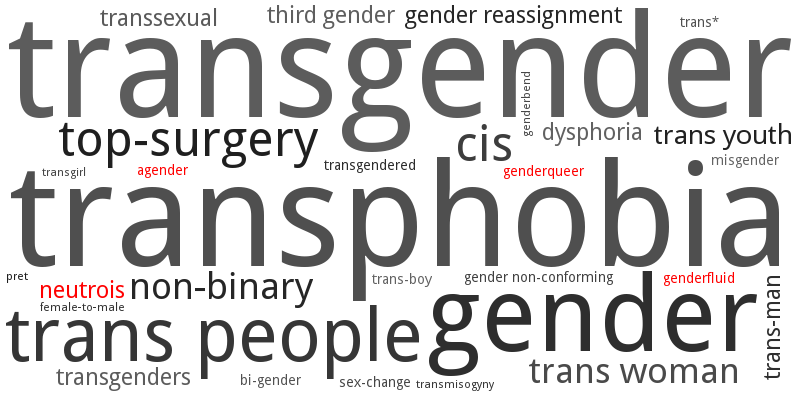 transsexual
third gender
gender reassignment
trans*
transgender
genderbend
top-surgery
cis
dysphoria
trans youth
transgirl
agender
transgendered
genderqueer
misgender
transphobia
pret
neutrois
non-binary
trans-boy
gender non-conforming
genderfluid
female-to-male
trans people
gender
trans-man
transgenders
bi-gender
sex-change
transmisogyny
trans woman